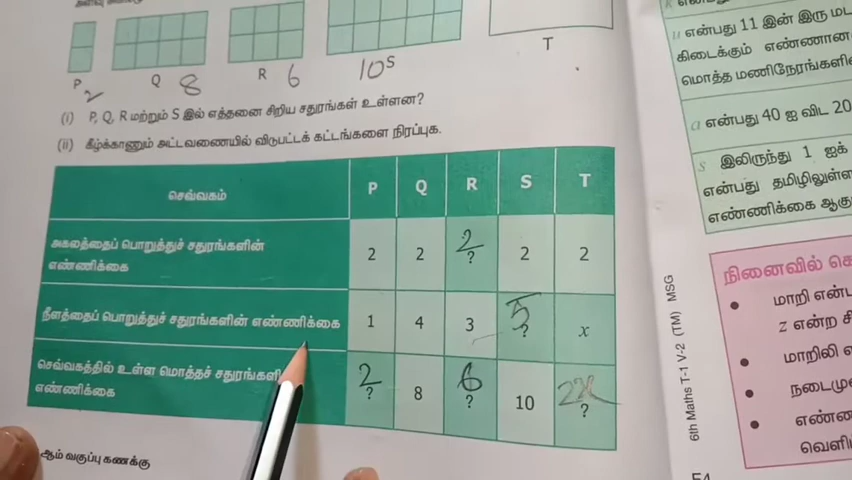 P Q R S T
2 8 6 10
(i) P, Q, R மற்றும் S இல் எத்தனை சிறிய சதுரங்கள் உள்ளன?
(ii) கீழ்க்காணும் அட்டவணையில் விடுபட்டக் கட்டங்களை நிரப்புக.
செவ்வகம் P Q R S T
அகலத்தைப் பொறுத்துச் சதுரங்களின் எண்ணிக்கை 2 2 2 ? 2 2
நீளத்தைப் பொறுத்துச் சதுரங்களின் எண்ணிக்கை 1 4 3 5 ? x
செவ்வகத்தில் உள்ள மொத்தச் சதுரங்களி
எண்ணிக்கை 2 ? 8 6 ? 10 2x ?
ஆம் வகுப்பு கணக்கு
u என்பது 11 இன் இரு மட
கிடைக்கும் எண்ணான
மொத்த மணிநேரங்களி
a என்பது 40 ஐ விட 20
s இலிருந்து 1 ஐக்
என்பது தமிழிலுள்ள
எண்ணிக்கை ஆகு
நினைவில் கொ
மாறி என்ப
z என்ற சி
மாறிலி எ
நடைமு
எண்ண
வெளி
6th Maths T-1 V-2 (TM) MSG